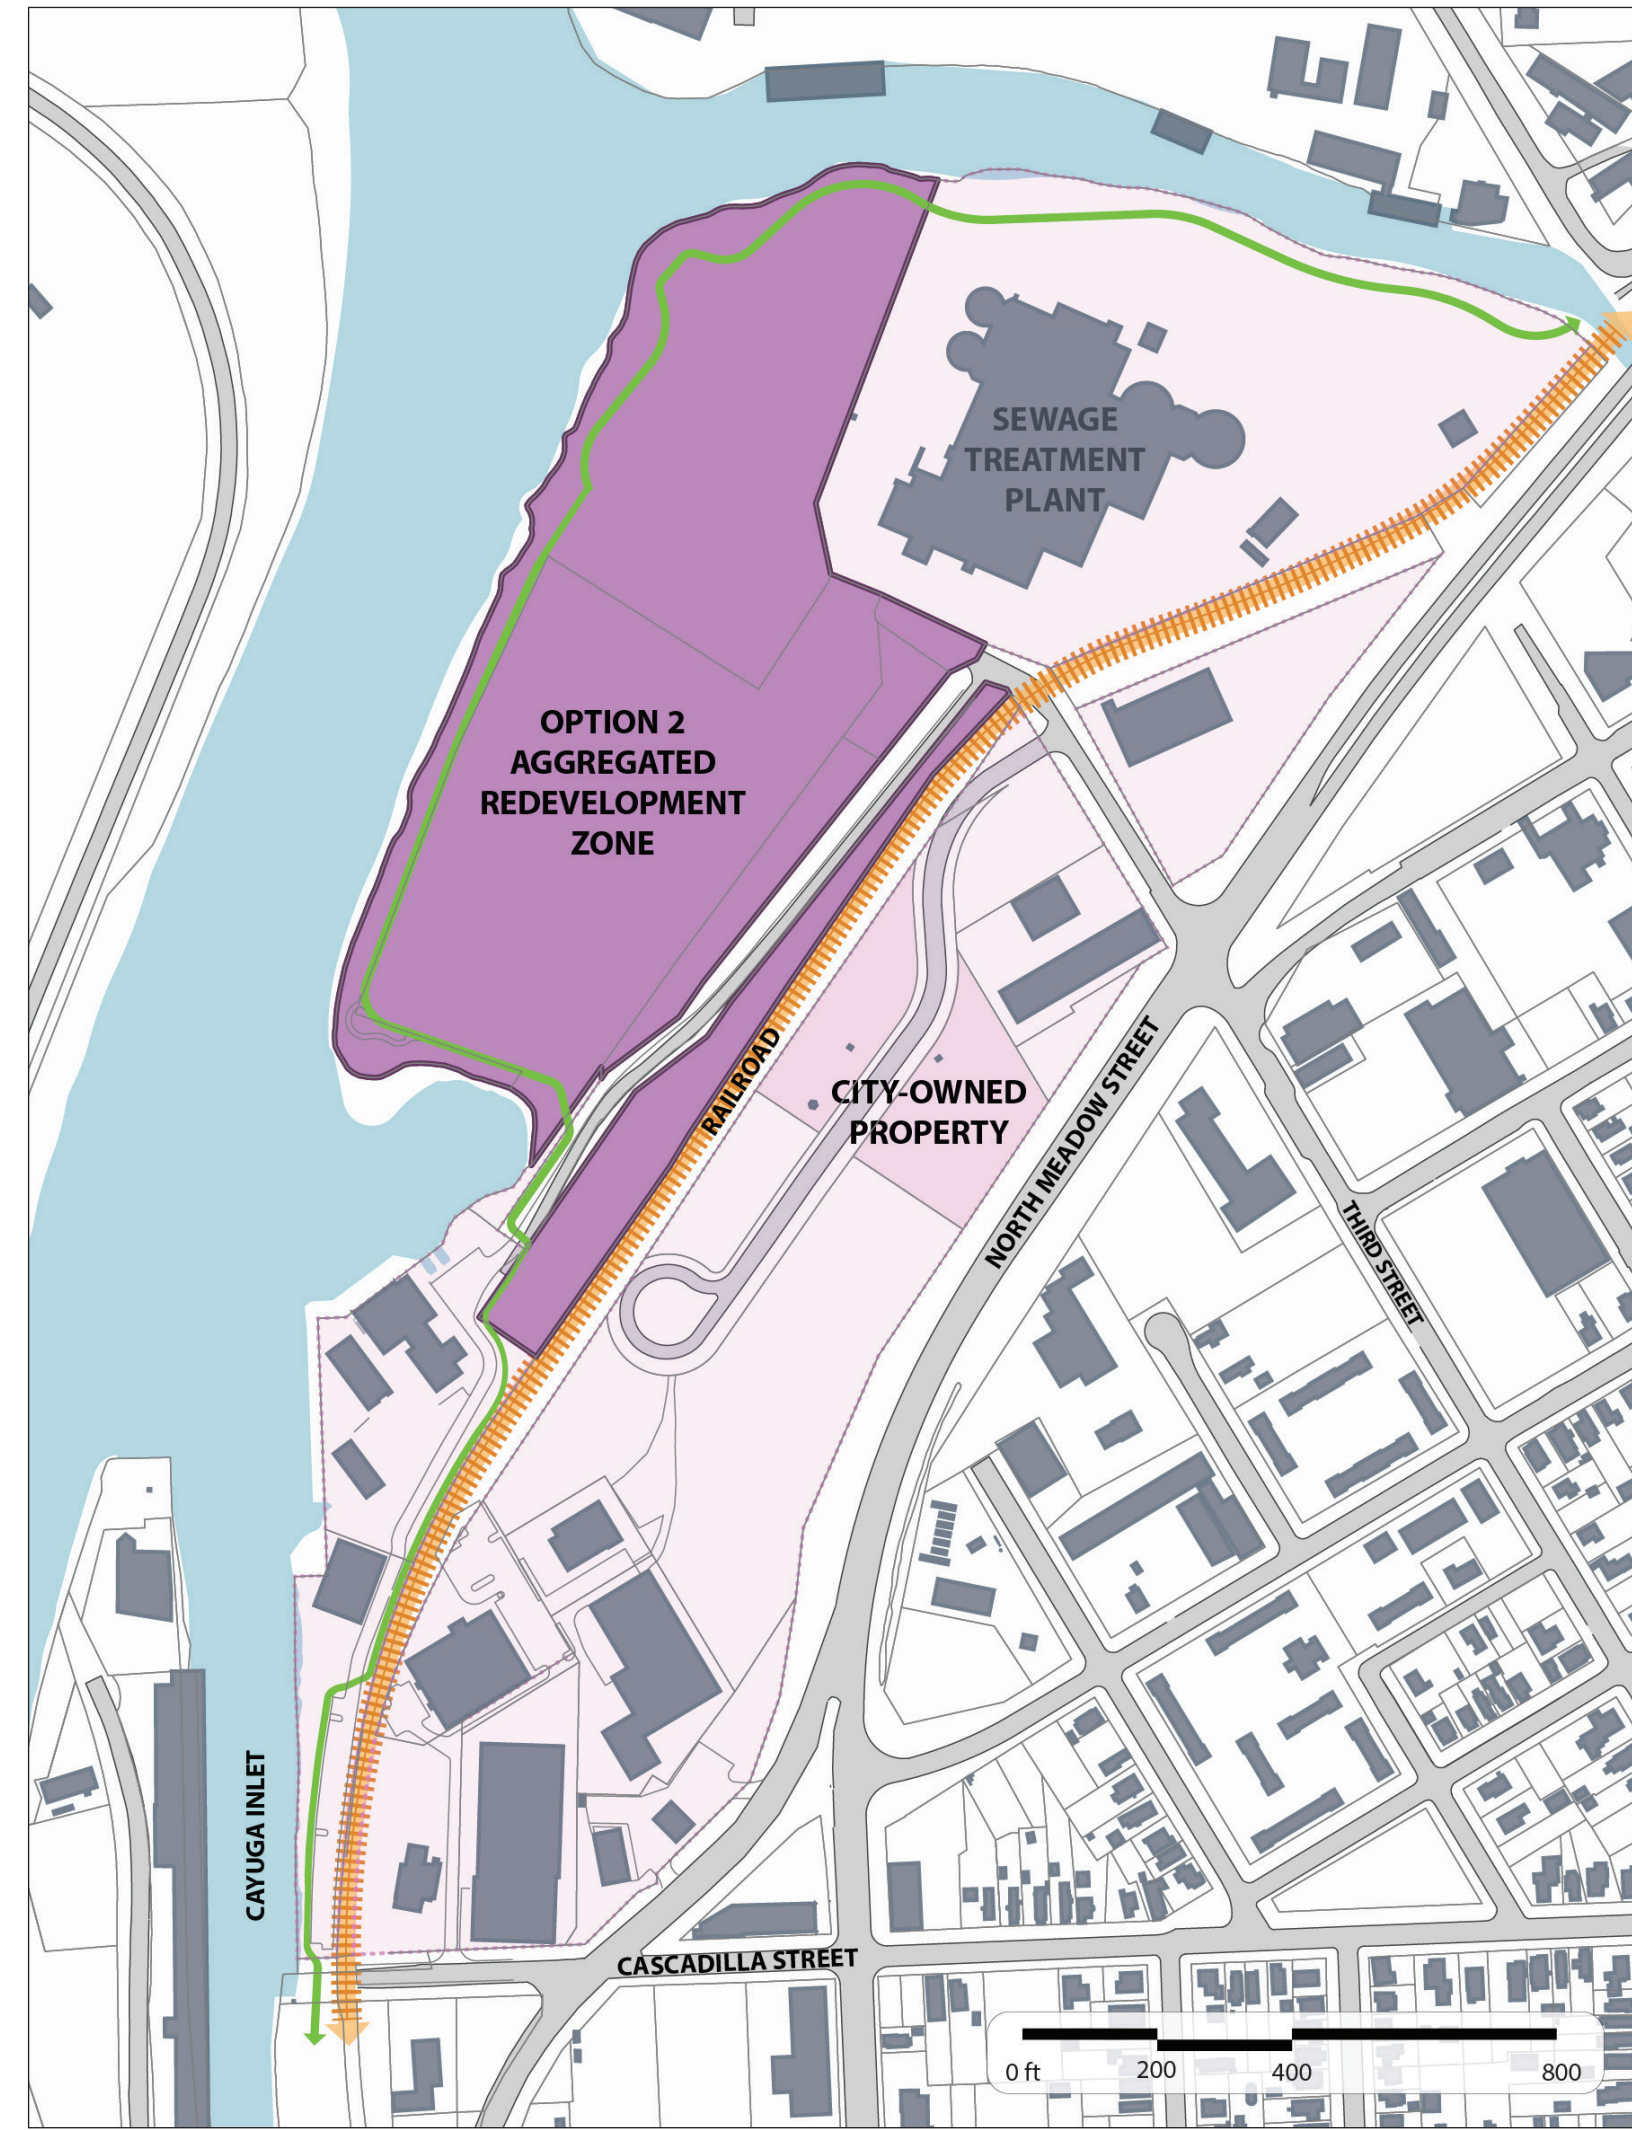 SEWAGE
TREATMENT
PLANT
OPTION 2
AGGREGATED
REDEVELOPMENT
ZONE
RAILROAD
CITY-OWNED
PROPERTY
NORTH MEADOW STREET
THIRD STREET
CAYUGA INLET
CASCADILLA STREET
0 ft 200 400 800